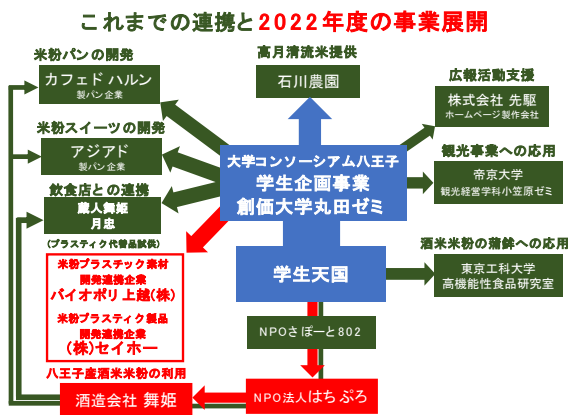 これまでの連携と2022年度の事業展開
米粉パンの開発
カフェド ハルン
製パン企業
米粉スイーツの開発
アジアド
製パン企業
飲食店との連携
蔵人舞姫
月忠
(プラスティク代替品試供)
米粉プラスチック素材
開発連携企業
バイオポリ上越(株)
米粉プラスティク製品
開発連携企業
(株)セイホー
八王子産酒米米粉の利用
酒造会社 舞姫
高月清流米提供
石川農園
大学コンソーシアム八王子
学生企画事業
創価大学丸田ゼミ
学生天国
NPOさぽーと802
NPO法人はち ぷろ
広報活動支援
株式会社 先駆
ホームページ製作会社
観光事業への応用
帝京大学
観光経営学科小笠原ゼミ
酒米米粉の蒲鉾への応用
東京工科大学
高機能性食品研究室